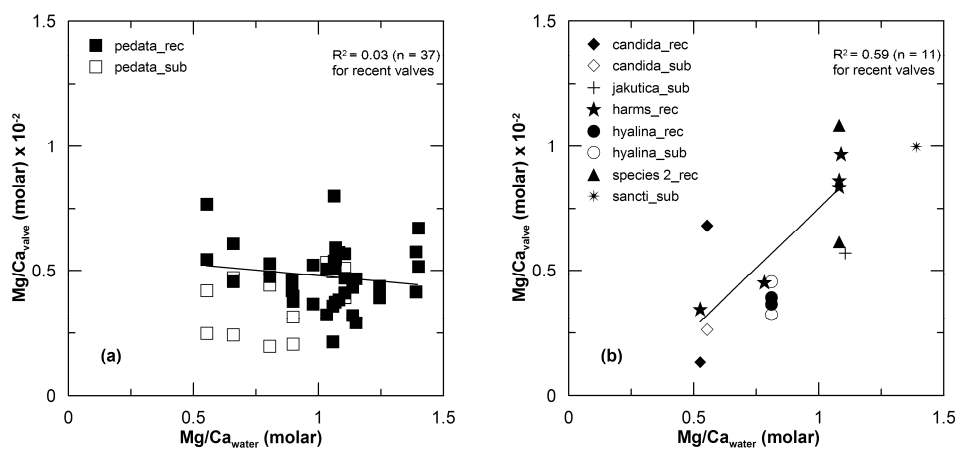 1.5
1
0.5
0
0
0.5
1
1.5
Mg/Ca_valve (molar) x 10^-2
Mg/Ca_water (molar)
pedata_rec
pedata_sub
R² = 0.03 (n = 37)
for recent valves
(a)
1.5
1
0.5
0
0
0.5
1
1.5
Mg/Ca_valve (molar) x 10^-2
Mg/Ca_water (molar)
candida_rec
candida_sub
jakutica_sub
harms_rec
hyalina_rec
hyalina_sub
species 2_rec
sancti_sub
R² = 0.59 (n = 11)
for recent valves
(b)